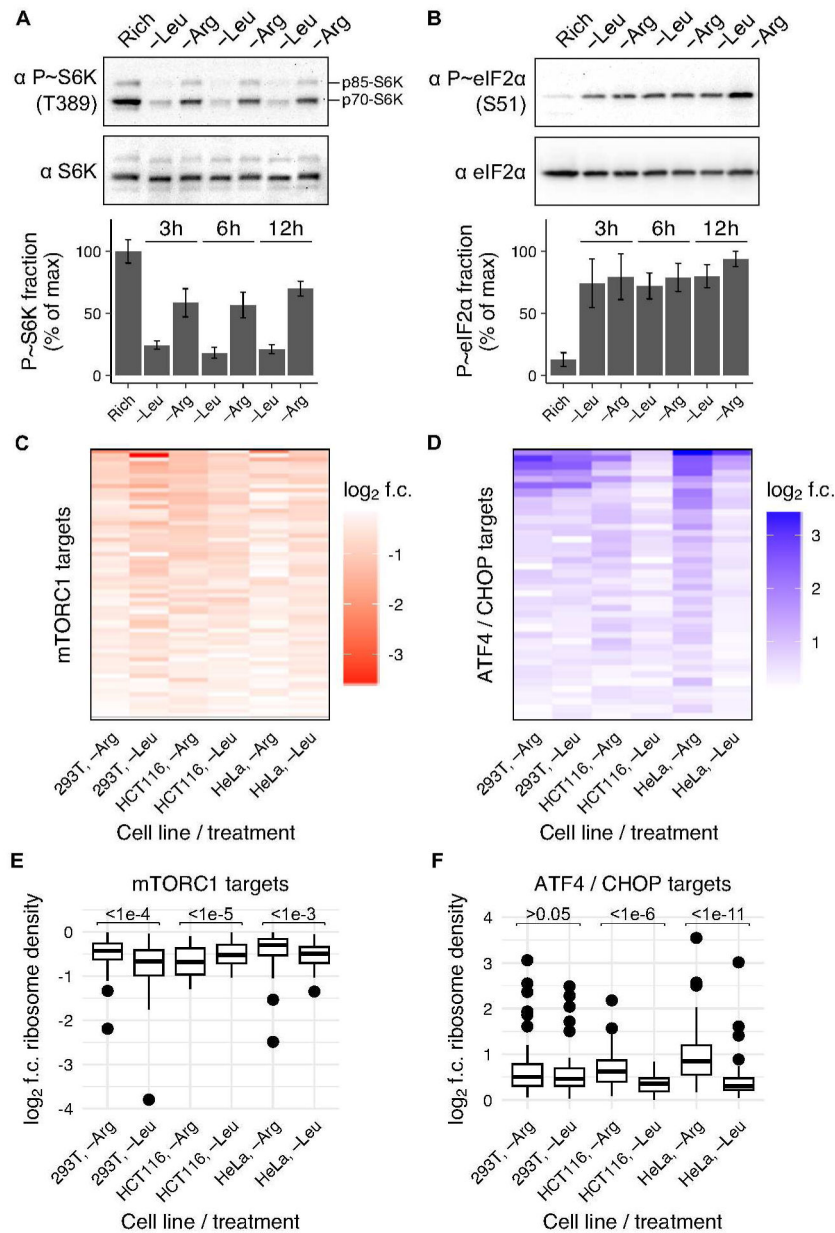 A
Rich
–Leu
–Arg
–Leu
–Arg
–Leu
–Arg
α P~S6K
(T389)
p85-S6K
p70-S6K
α S6K
3h
6h
12h
P~S6K fraction
(% of max)
100
50
0
Rich
–Leu
–Arg
–Leu
–Arg
–Leu
–Arg
B
Rich
–Leu
–Arg
–Leu
–Arg
–Leu
–Arg
α P~eIF2α
(S51)
α eIF2α
3h
6h
12h
P~eIF2α fraction
(% of max)
100
50
0
Rich
–Leu
–Arg
–Leu
–Arg
–Leu
–Arg
C
mTORC1 targets
log2 f.c.
-1
-2
-3
293T, –Arg
293T, –Leu
HCT116, –Arg
HCT116, –Leu
HeLa, –Arg
HeLa, –Leu
Cell line / treatment
D
ATF4 / CHOP targets
log2 f.c.
3
2
1
293T, –Arg
293T, –Leu
HCT116, –Arg
HCT116, –Leu
HeLa, –Arg
HeLa, –Leu
Cell line / treatment
E
mTORC1 targets
<1e-4
<1e-5
<1e-3
log2 f.c. ribosome density
0
-1
-2
-3
-4
293T, –Arg
293T, –Leu
HCT116, –Arg
HCT116, –Leu
HeLa, –Arg
HeLa, –Leu
Cell line / treatment
F
ATF4 / CHOP targets
>0.05
<1e-6
<1e-11
log2 f.c. ribosome density
4
3
2
1
0
293T, –Arg
293T, –Leu
HCT116, –Arg
HCT116, –Leu
HeLa, –Arg
HeLa, –Leu
Cell line / treatment